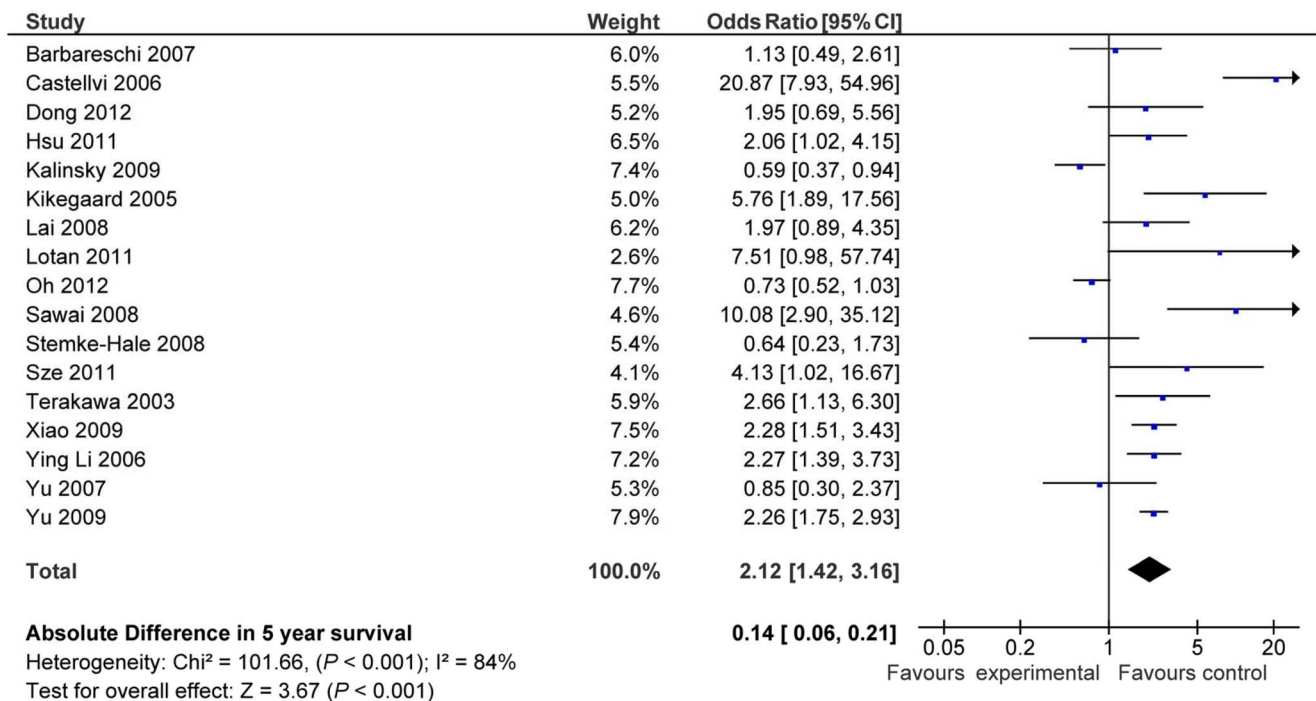 Study Weight Odds Ratio [95% CI]
Barbareschi 2007 6.0% 1.13 [0.49, 2.61]
Castellvi 2006 5.5% 20.87 [7.93, 54.96]
Dong 2012 5.2% 1.95 [0.69, 5.56]
Hsu 2011 6.5% 2.06 [1.02, 4.15]
Kalinsky 2009 7.4% 0.59 [0.37, 0.94]
Kikegaard 2005 5.0% 5.76 [1.89, 17.56]
Lai 2008 6.2% 1.97 [0.89, 4.35]
Lotan 2011 2.6% 7.51 [0.98, 57.74]
Oh 2012 7.7% 0.73 [0.52, 1.03]
Sawai 2008 4.6% 10.08 [2.90, 35.12]
Stemke-Hale 2008 5.4% 0.64 [0.23, 1.73]
Sze 2011 4.1% 4.13 [1.02, 16.67]
Terakawa 2003 5.9% 2.66 [1.13, 6.30]
Xiao 2009 7.5% 2.28 [1.51, 3.43]
Ying Li 2006 7.2% 2.27 [1.39, 3.73]
Yu 2007 5.3% 0.85 [0.30, 2.37]
Yu 2009 7.9% 2.26 [1.75, 2.93]
Total 100.0% 2.12 [1.42, 3.16]
Absolute Difference in 5 year survival 0.14 [ 0.06, 0.21]
Heterogeneity: Chi² = 101.66, (P < 0.001); I² = 84%
Test for overall effect: Z = 3.67 (P < 0.001)
0.05 0.2 1 5 20
Favours experimental Favours control